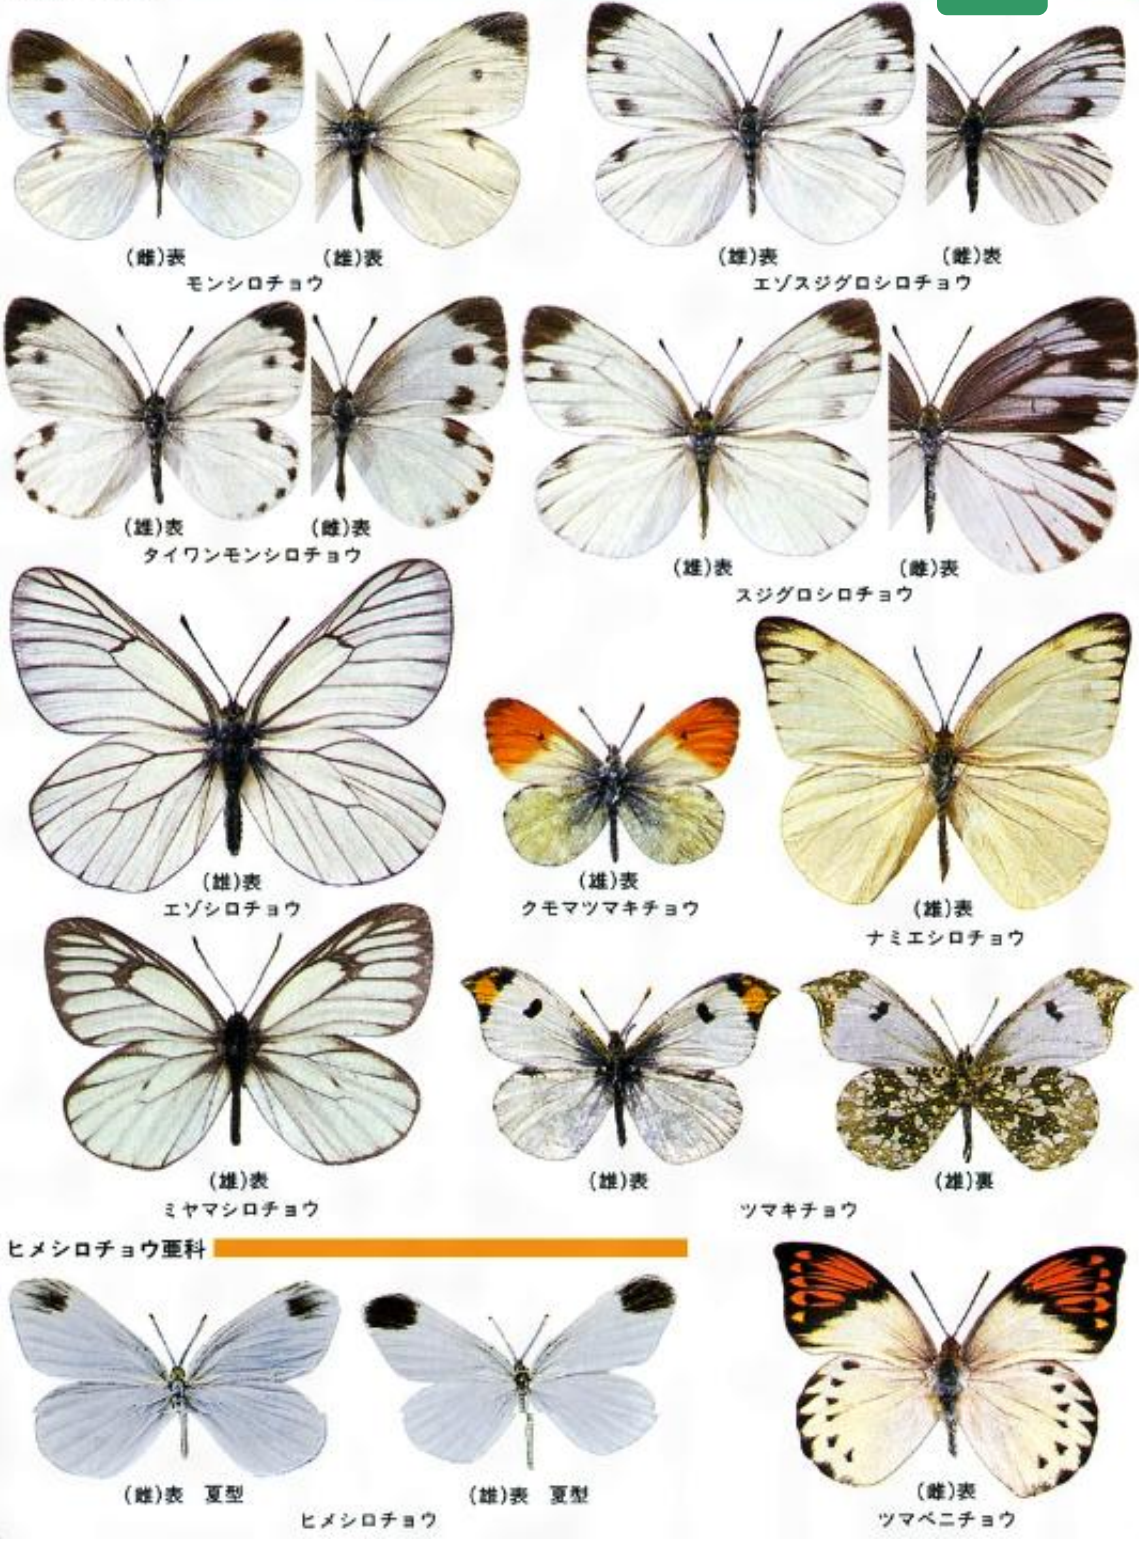 (雌)表
(雄)表
モンシロチョウ
(雄)表
(雌)表
エゾスジグロシロチョウ
(雄)表
(雌)表
タイワンモンシロチョウ
(雄)表
(雌)表
スジグロシロチョウ
(雄)表
エゾシロチョウ
(雄)表
クモマツマキチョウ
(雄)表
ナミエシロチョウ
(雄)表
ミヤマシロチョウ
(雄)表
(雄)裏
ツマキチョウ
ヒメシロチョウ亜科
(雌)表 夏型
(雄)表 夏型
ヒメシロチョウ
(雌)表
ツマベニチョウ